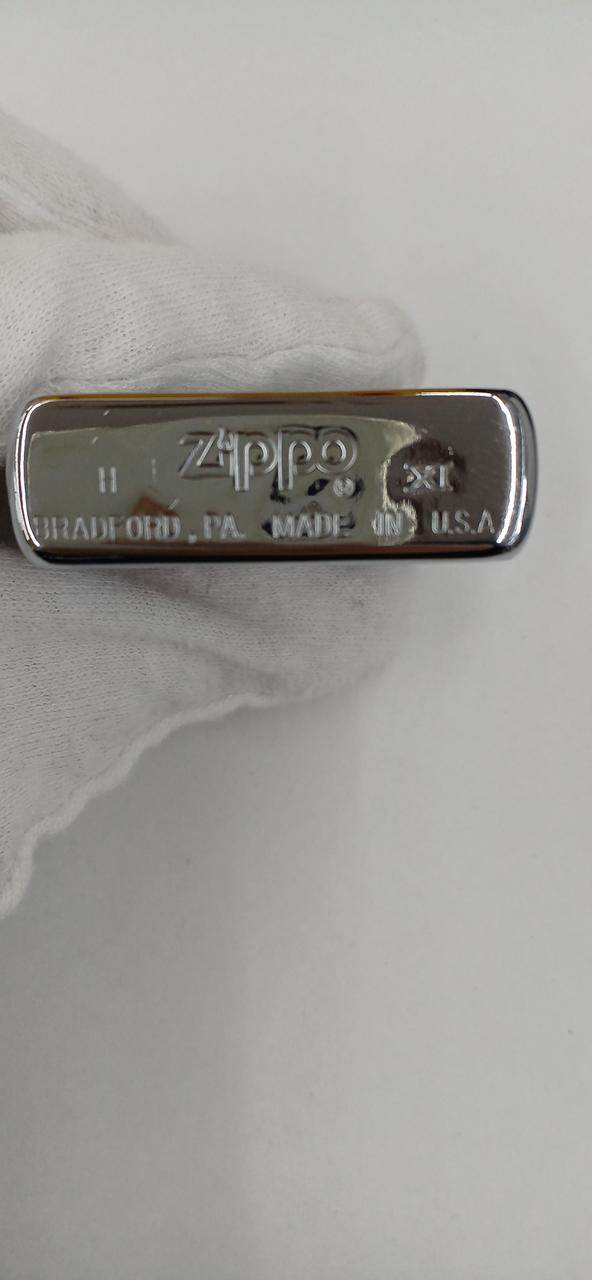 H Zippo ® XI
BRADFORD, PA. MADE IN U.S.A